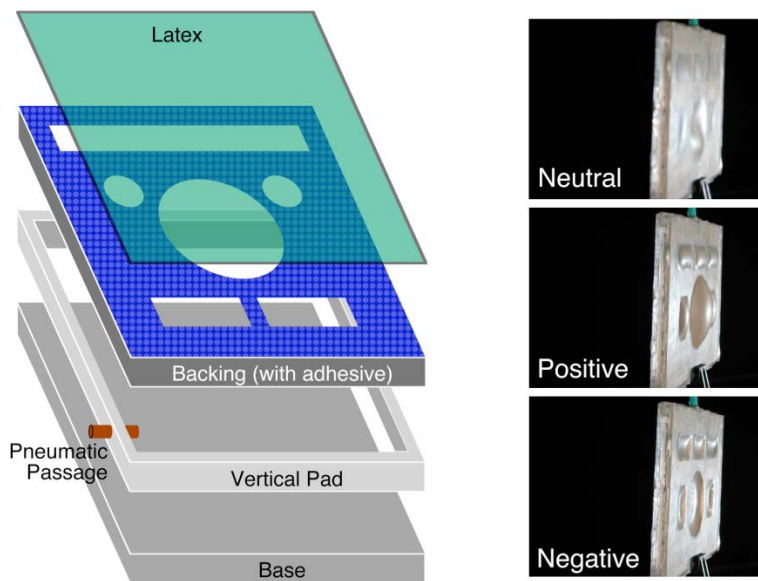 Latex
Backing (with adhesive)
Pneumatic
Passage
Vertical Pad
Base
Neutral
Positive
Negative